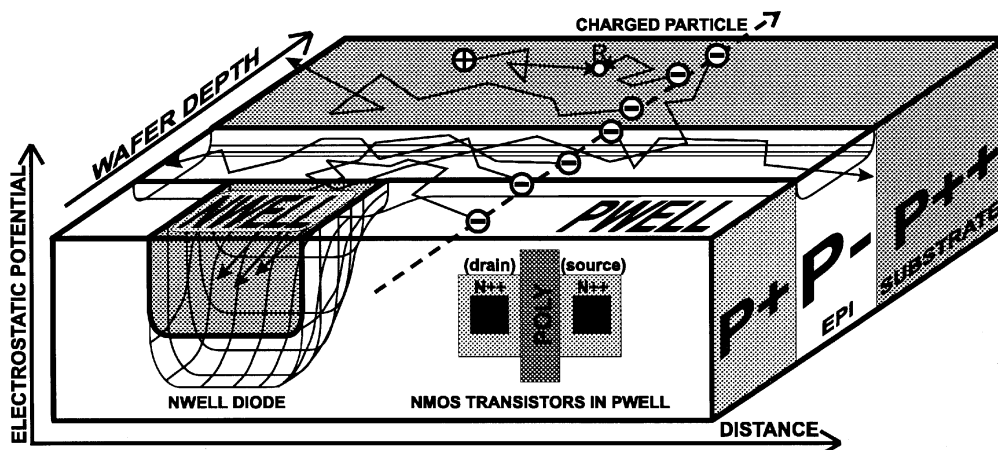 CHARGED PARTICLE
R
WAFER DEPTH
ELECTROSTATIC POTENTIAL
NWELL
PWELL
P+
P-
P++
EPI
SUBSTRATE
(drain)
(source)
N++
N++
POLY
NWELL DIODE
NMOS TRANSISTORS IN PWELL
DISTANCE